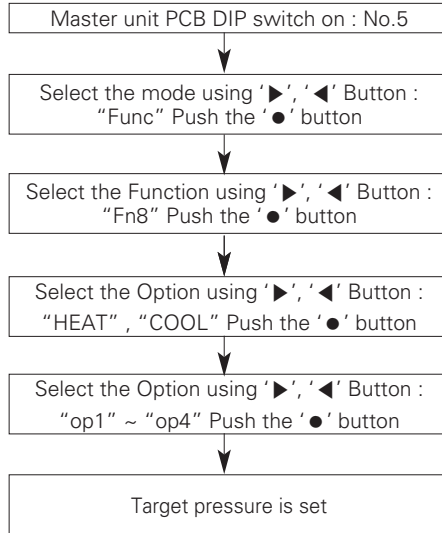 Master unit PCB DIP switch on : No.5
Select the mode using ‘▶’, ‘◀’ Button :
“Func” Push the ‘●’ button
Select the Function using ‘▶’, ‘◀’ Button :
“Fn8” Push the ‘●’ button
Select the Option using ‘▶’, ‘◀’ Button :
“HEAT” , “COOL” Push the ‘●’ button
Select the Option using ‘▶’, ‘◀’ Button :
“op1” ~ “op4” Push the ‘●’ button
Target pressure is set